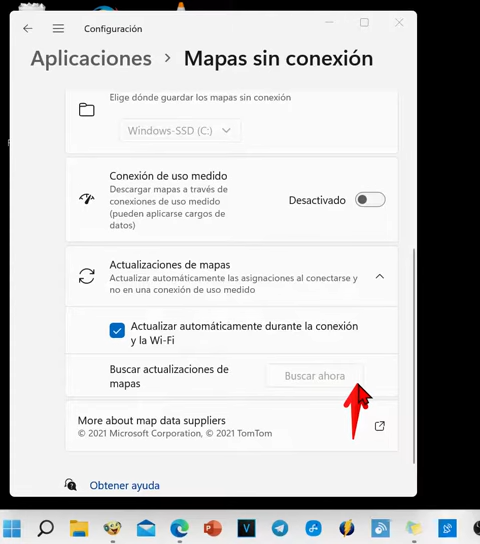 Configuración
Aplicaciones > Mapas sin conexión
Elige dónde guardar los mapas sin conexión
Windows-SSD (C:)
Conexión de uso medido
Descargar mapas a través de
conexiones de uso medido
(pueden aplicarse cargos de
datos)
Desactivado
Actualizaciones de mapas
Actualizar automáticamente las asignaciones al conectarse y
no en una conexión de uso medido
Actualizar automáticamente durante la conexión
y la Wi-Fi
Buscar actualizaciones de
mapas
Buscar ahora
More about map data suppliers
© 2021 Microsoft Corporation, © 2021 TomTom
Obtener ayuda